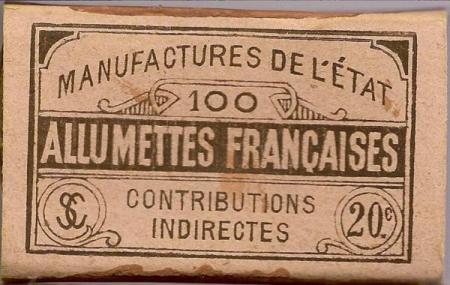 MANUFACTURES DE L'ÉTAT
100
ALLUMETTES FRANÇAISES
CONTRIBUTIONS
INDIRECTES
20c